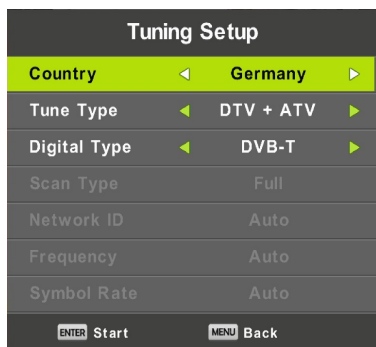 Tuning Setup
Country Germany
Tune Type DTV + ATV
Digital Type DVB-T
Scan Type Full
Network ID Auto
Frequency Auto
Symbol Rate Auto
ENTER Start MENU Back